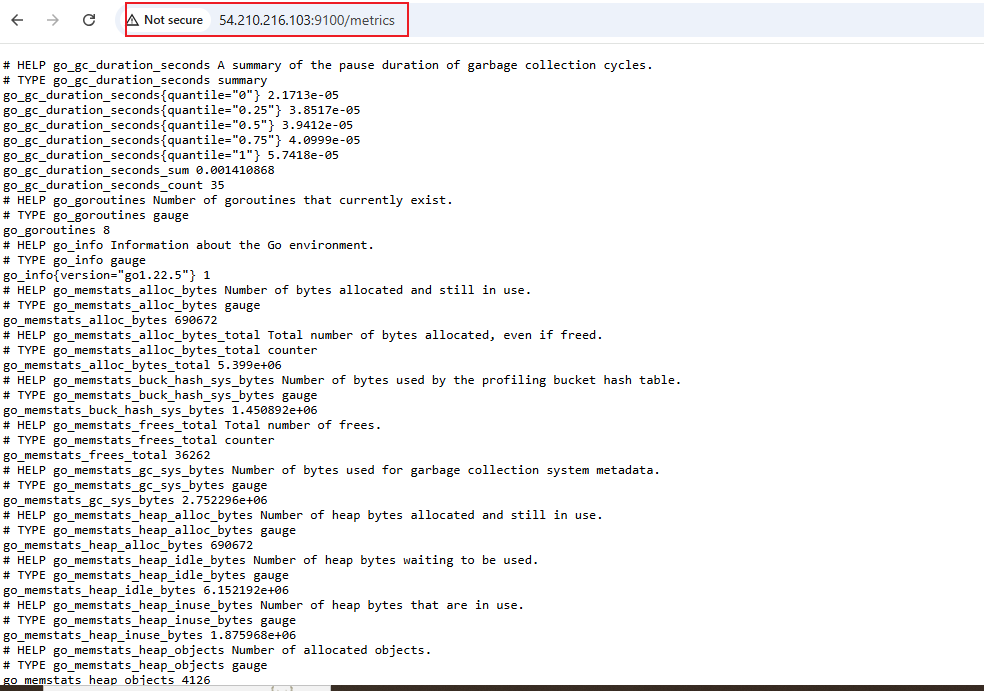 Not secure 54.210.216.103:9100/metrics
# HELP go_gc_duration_seconds A summary of the pause duration of garbage collection cycles.
# TYPE go_gc_duration_seconds summary
go_gc_duration_seconds{quantile="0"} 2.1713e-05
go_gc_duration_seconds{quantile="0.25"} 3.8517e-05
go_gc_duration_seconds{quantile="0.5"} 3.9412e-05
go_gc_duration_seconds{quantile="0.75"} 4.0999e-05
go_gc_duration_seconds{quantile="1"} 5.7418e-05
go_gc_duration_seconds_sum 0.001410868
go_gc_duration_seconds_count 35
# HELP go_goroutines Number of goroutines that currently exist.
# TYPE go_goroutines gauge
go_goroutines 8
# HELP go_info Information about the Go environment.
# TYPE go_info gauge
go_info{version="go1.22.5"} 1
# HELP go_memstats_alloc_bytes Number of bytes allocated and still in use.
# TYPE go_memstats_alloc_bytes gauge
go_memstats_alloc_bytes 690672
# HELP go_memstats_alloc_bytes_total Total number of bytes allocated, even if freed.
# TYPE go_memstats_alloc_bytes_total counter
go_memstats_alloc_bytes_total 5.399e+06
# HELP go_memstats_buck_hash_sys_bytes Number of bytes used by the profiling bucket hash table.
# TYPE go_memstats_buck_hash_sys_bytes gauge
go_memstats_buck_hash_sys_bytes 1.450892e+06
# HELP go_memstats_frees_total Total number of frees.
# TYPE go_memstats_frees_total counter
go_memstats_frees_total 36262
# HELP go_memstats_gc_sys_bytes Number of bytes used for garbage collection system metadata.
# TYPE go_memstats_gc_sys_bytes gauge
go_memstats_gc_sys_bytes 2.752296e+06
# HELP go_memstats_heap_alloc_bytes Number of heap bytes allocated and still in use.
# TYPE go_memstats_heap_alloc_bytes gauge
go_memstats_heap_alloc_bytes 690672
# HELP go_memstats_heap_idle_bytes Number of heap bytes waiting to be used.
# TYPE go_memstats_heap_idle_bytes gauge
go_memstats_heap_idle_bytes 6.152192e+06
# HELP go_memstats_heap_inuse_bytes Number of heap bytes that are in use.
# TYPE go_memstats_heap_inuse_bytes gauge
go_memstats_heap_inuse_bytes 1.875968e+06
# HELP go_memstats_heap_objects Number of allocated objects.
# TYPE go_memstats_heap_objects gauge
go_memstats_heap_objects 4126